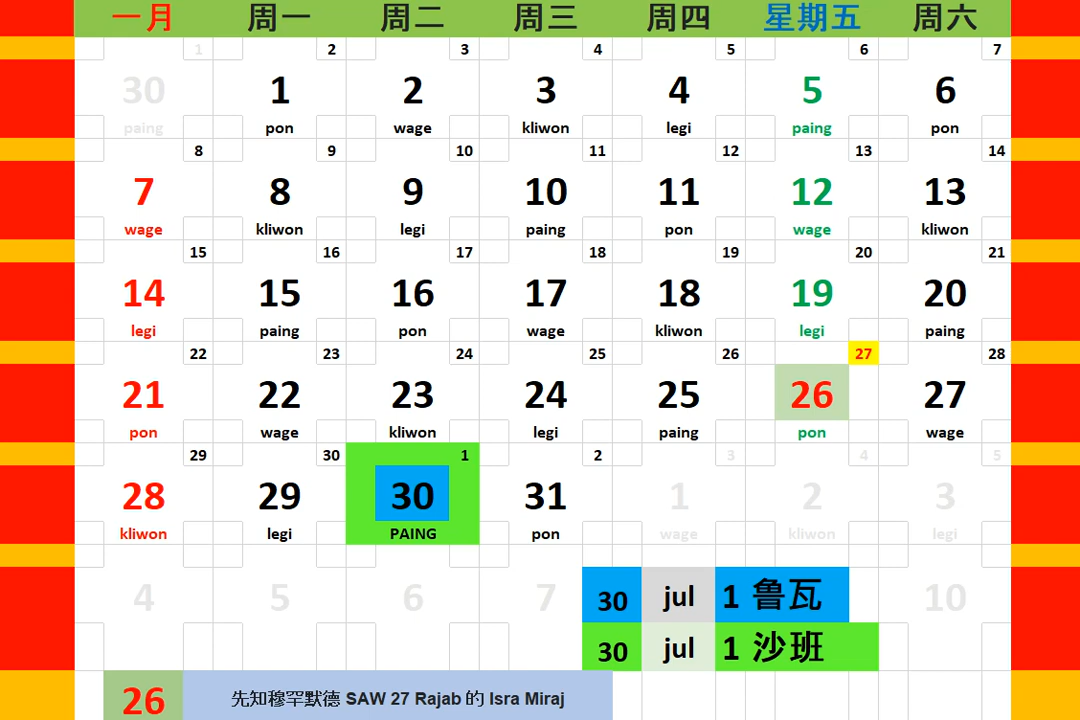 一月 周一 周二 周三 周四 星期五 周六
1 2 3 4 5 6 7
30 1 2 3 4 5 6
paing pon wage kliwon legi paing pon
8 9 10 11 12 13 14
7 8 9 10 11 12 13
wage kliwon legi paing pon wage kliwon
15 16 17 18 19 20 21
14 15 16 17 18 19 20
legi paing pon wage kliwon legi paing
22 23 24 25 26 27 28
21 22 23 24 25 26 27
pon wage kliwon legi paing pon wage
29 30 1 2 3 4 5
28 29 30 31 1 2 3
kliwon legi PAING pon wage kliwon legi
4 5 6 7 30 jul 1 鲁瓦 10
30 jul 1 沙班
26 先知穆罕默德 SAW 27 Rajab 的 Isra Miraj